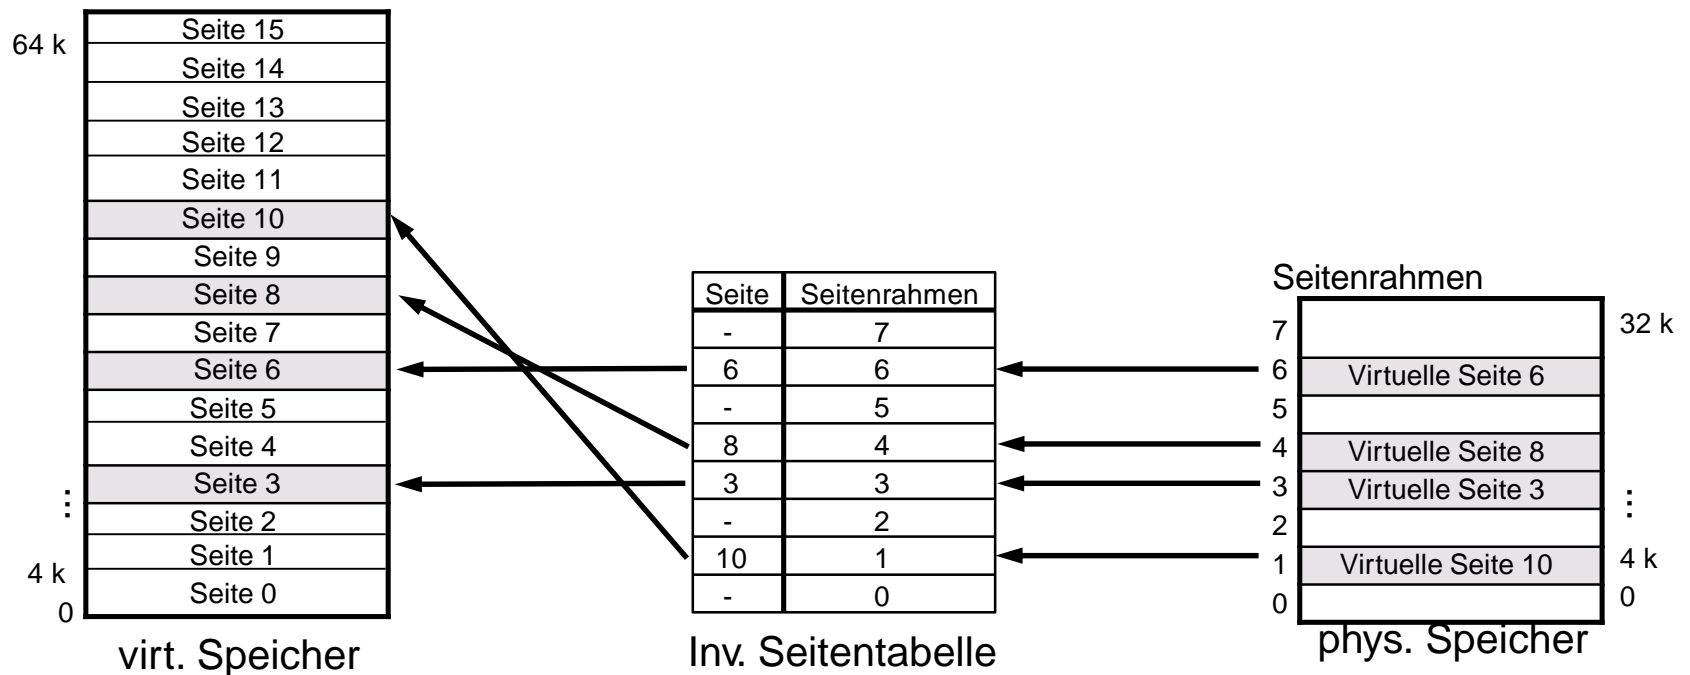 64 k
Seite 15
Seite 14
Seite 13
Seite 12
Seite 11
Seite 10
Seite 9
Seite 8
Seite 7
Seite 6
Seite 5
Seite 4
Seite 3
Seite 2
Seite 1
Seite 0
...
4 k
0
virt. Speicher
Seite Seitenrahmen
- 7
6 6
- 5
8 4
3 3
- 2
10 1
- 0
Inv. Seitentabelle
Seitenrahmen
7 32 k
6 Virtuelle Seite 6
5
4 Virtuelle Seite 8
3 Virtuelle Seite 3
...
2
1 Virtuelle Seite 10 4 k
0 0
phys. Speicher